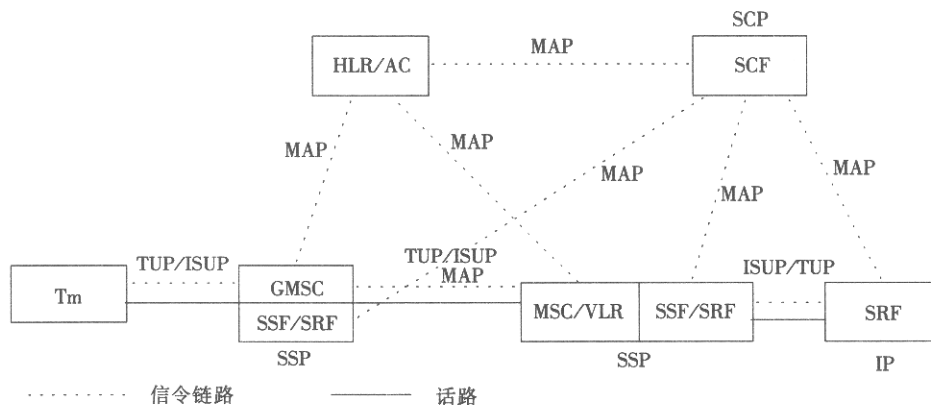 SCP
HLR/AC
MAP
SCF
MAP
MAP
MAP
MAP
TUP/ISUP
TUP/ISUP
MAP
ISUP/TUP
Tm
GMSC
SSF/SRF
MSC/VLR
SSF/SRF
SRF
SSP
SSP
IP
信令链路
话路